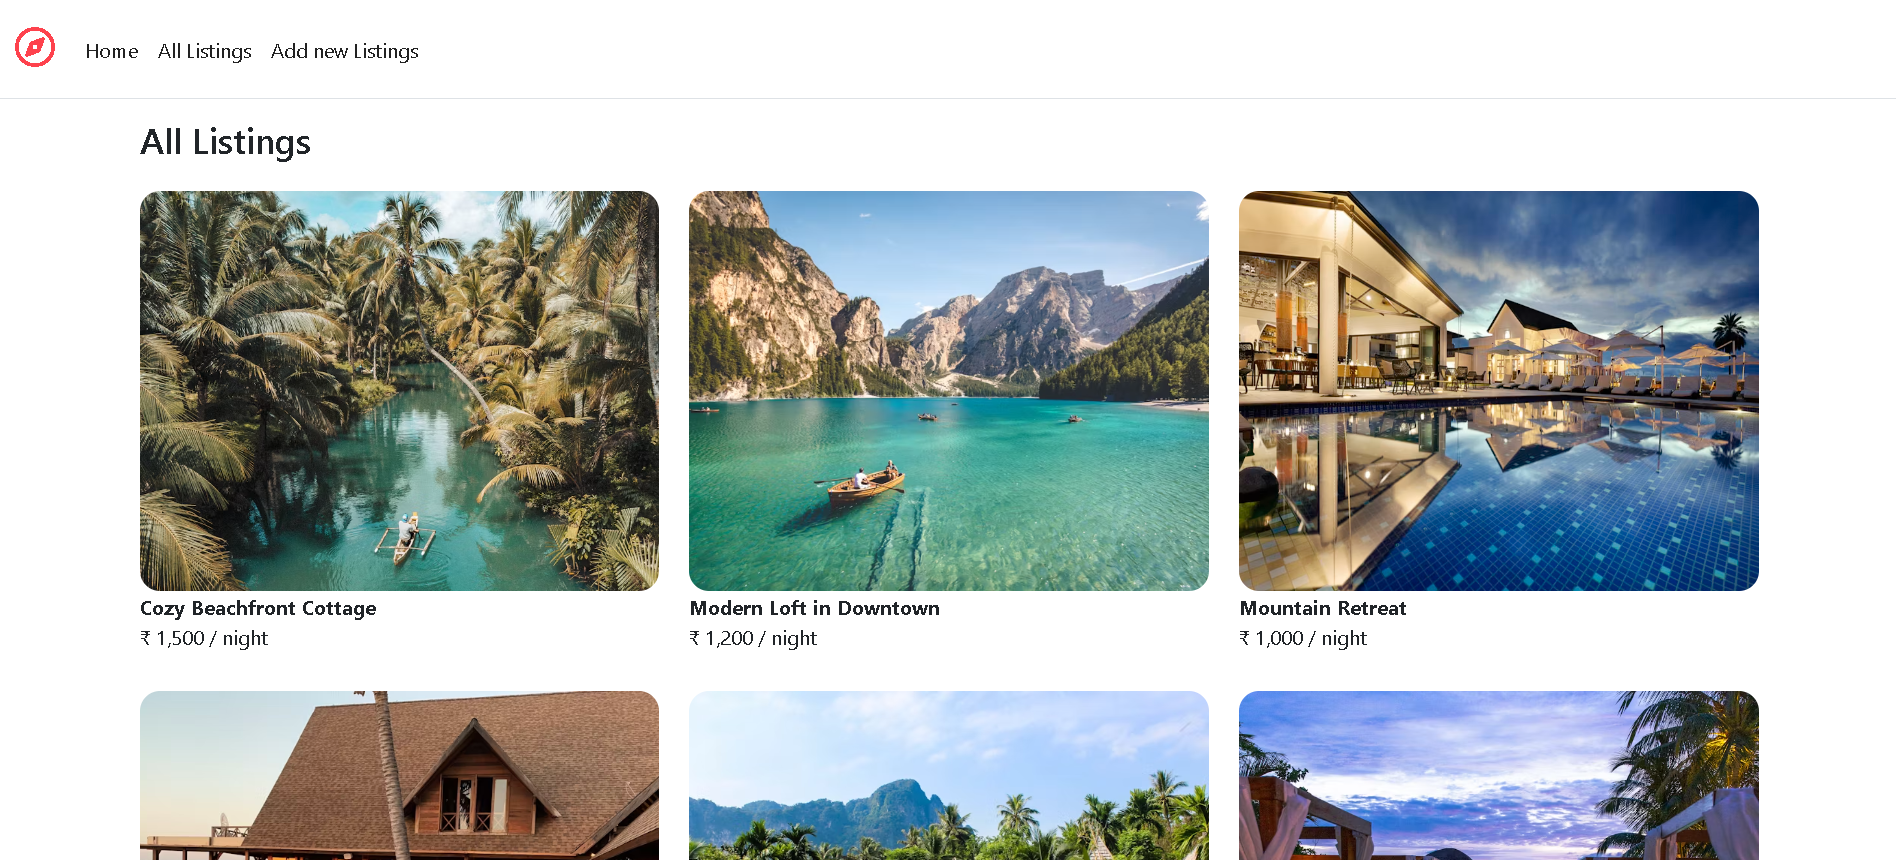 Home All Listings Add new Listings
All Listings
Cozy Beachfront Cottage
₹ 1,500 / night
Modern Loft in Downtown
₹ 1,200 / night
Mountain Retreat
₹ 1,000 / night